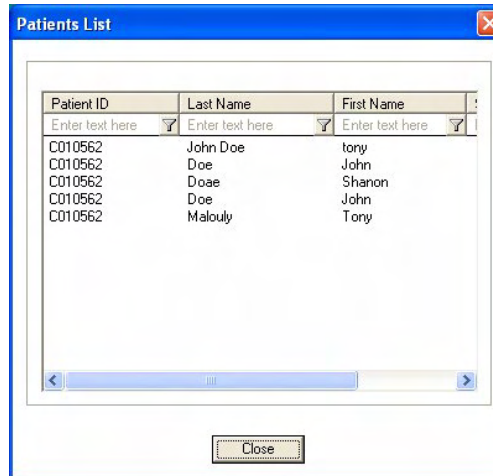 Patients List
Patient ID Last Name First Name
Enter text here Enter text here Enter text here
C010562 John Doe tony
C010562 Doe John
C010562 Doae Shanon
C010562 Doe John
C010562 Malouly Tony
Close